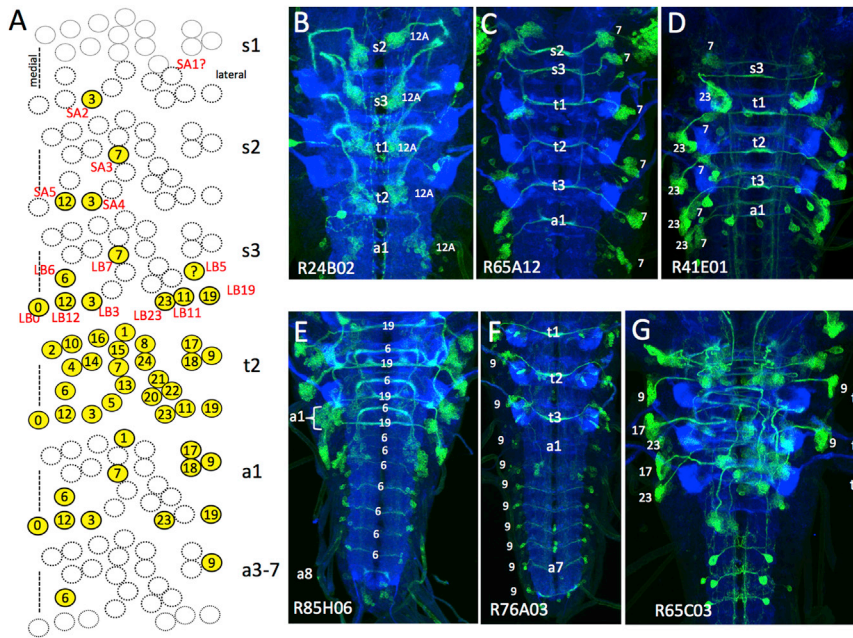 A
medial
lateral
s1
SA1?
3
SA2
s2
7
SA3
SA5
12
3
SA4
s3
7
LB6
6
LB7
?
LB5
0
12
3
23
11
19
LB19
LB0
LB12
LB3
LB23
LB11
t2
1
16
8
17
2
10
15
9
4
14
7
24
18
6
13
21
22
5
20
0
12
3
23
11
19
a1
1
17
7
18
9
6
0
12
3
23
19
a3-7
9
6
B
s2
12A
s3
12A
t1
12A
t2
12A
a1
12A
R24B02
C
7
s2
7
s3
t1
7
t2
7
t3
a1
7
7
R65A12
D
7
s3
23
t1
7
t2
23
7
t3
23
7
a1
23
7
R41E01
E
19
6
19
6
a1
19
6
6
6
6
6
6
6
a8
R85H06
F
t1
9
t2
9
t3
9
a1
9
9
9
9
9
9
a7
9
R76A03
G
9
9
17
23
9
17
23
t
t
t
R65C03